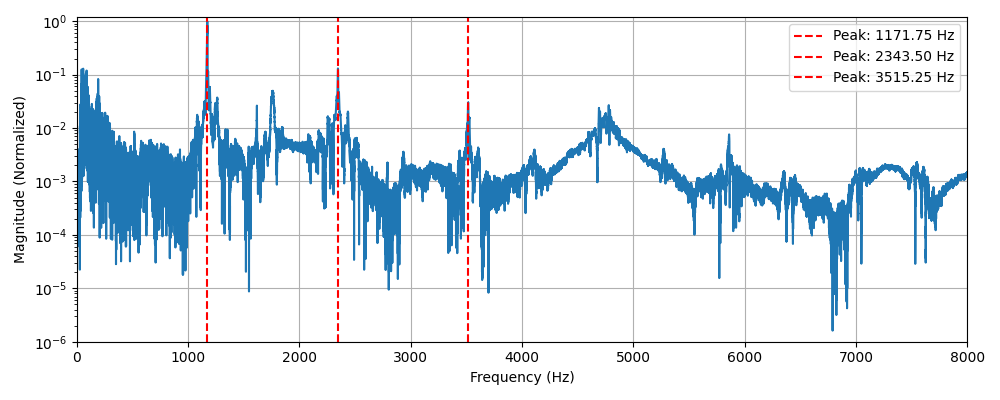 10⁰
10⁻¹
10⁻²
10⁻³
10⁻⁴
10⁻⁵
10⁻⁶
Magnitude (Normalized)
Peak: 1171.75 Hz
Peak: 2343.50 Hz
Peak: 3515.25 Hz
0 1000 2000 3000 4000 5000 6000 7000 8000
Frequency (Hz)